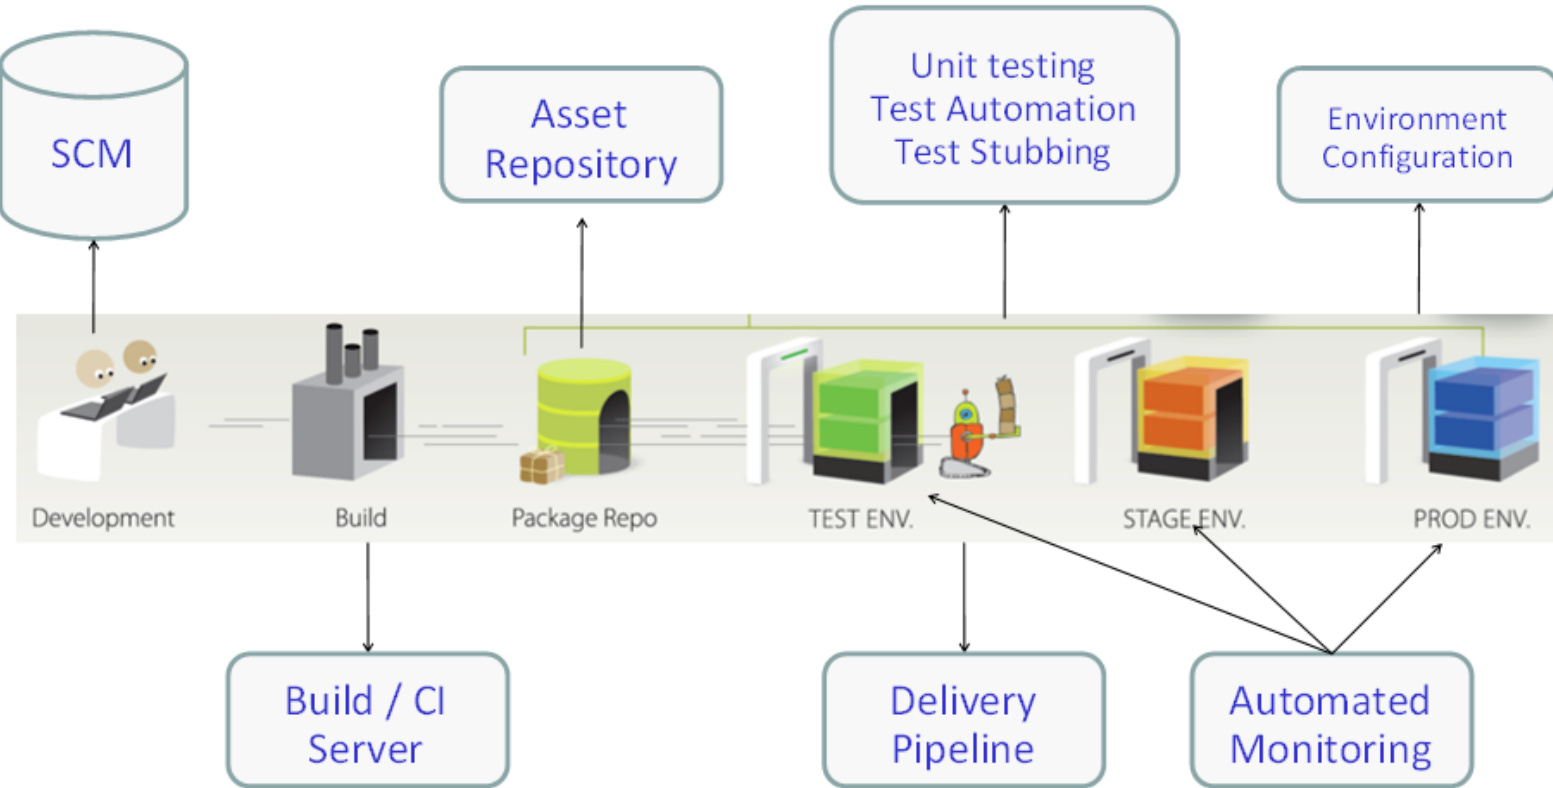 SCM
Asset
Repository
Unit testing
Test Automation
Test Stubbing
Environment
Configuration
Development
Build
Package Repo
TEST ENV.
STAGE ENV.
PROD ENV.
Build / CI
Server
Delivery
Pipeline
Automated
Monitoring